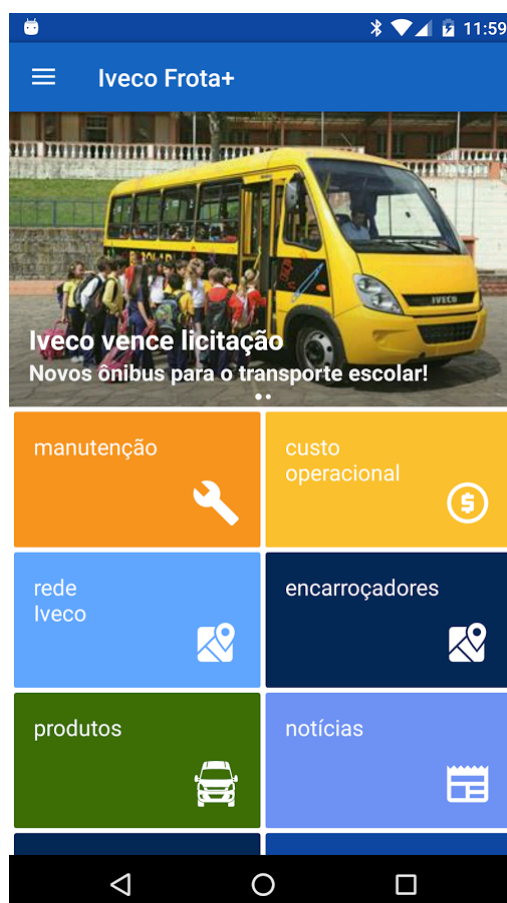 11:59
Iveco Frota+
IVECO
Iveco vence licitação
Novos ônibus para o transporte escolar!
manutenção
custo
operacional
rede
Iveco
encarroçadores
produtos
notícias